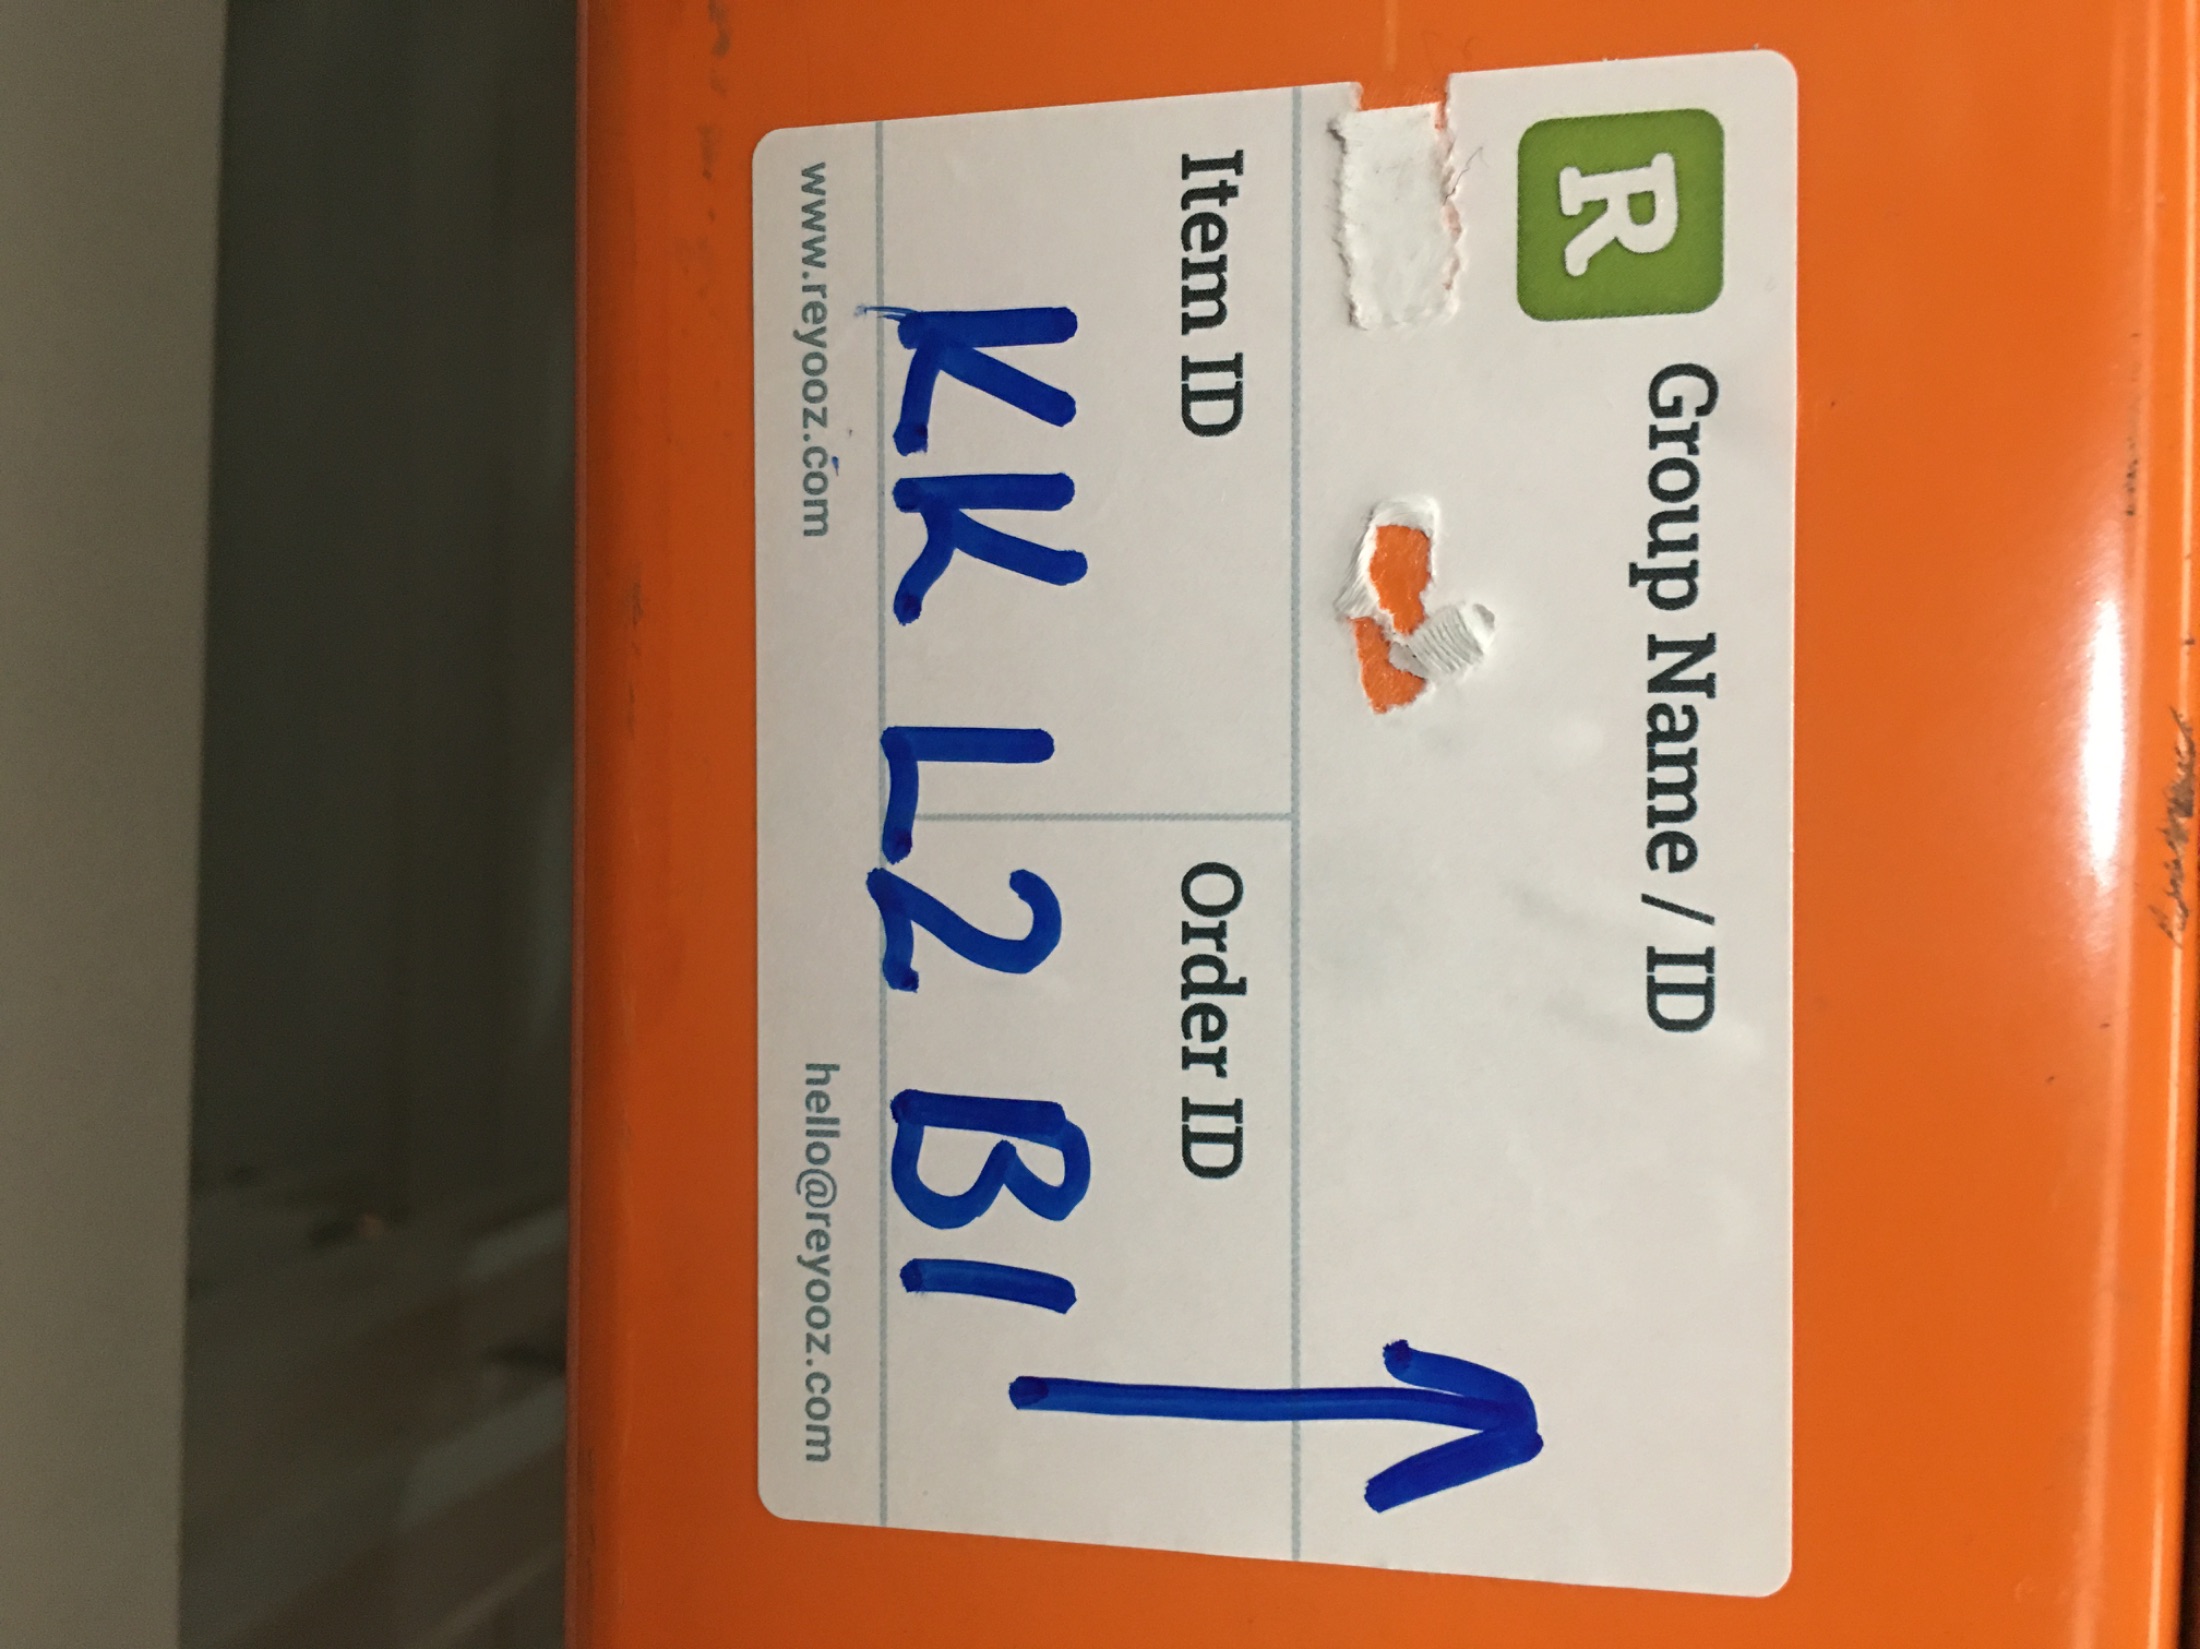 R Group Name / ID
Item ID Order ID
KK L2 B1
www.reyooz.com hello@reyooz.com